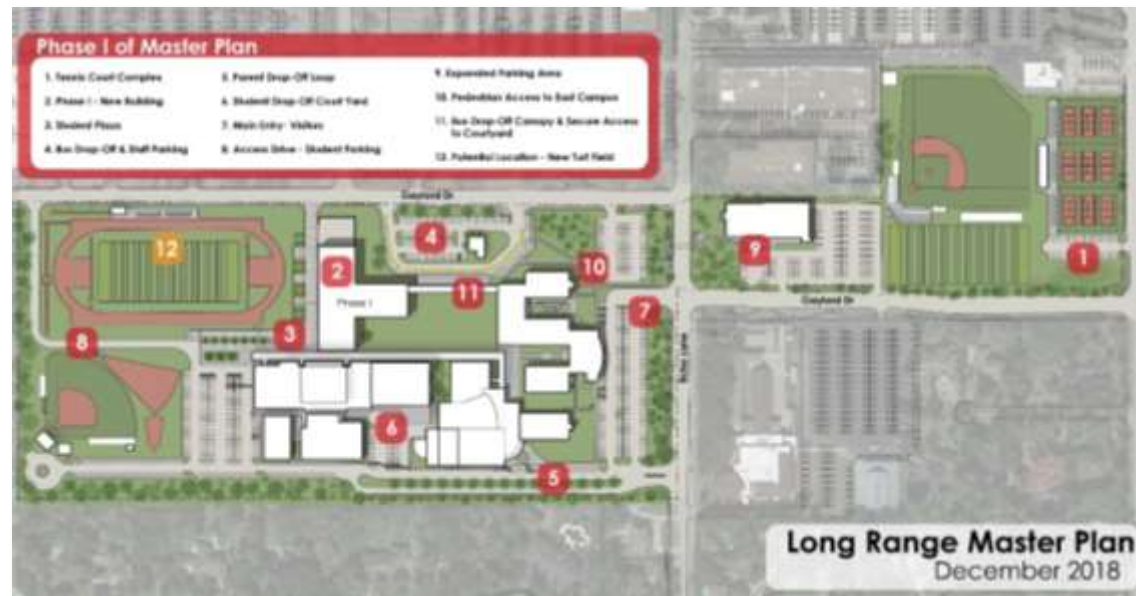 Phase I of Master Plan
1. Tennis Court Complex
2. Phase I - New Building
3. Student Plaza
4. Bus Drop-Off & Staff Parking
5. Parent Drop-Off Loop
6. Student Drop-Off Court Yard
7. Main Entry- Visitors
8. Access Drive - Student Parking
9. Expanded Parking Area
10. Pedestrian Access to East Campus
11. Bus Drop-Off Canopy & Secure Access
to Courtyard
12. Potential Location - New Turf Field
Gaylord Dr
12
4
2
10
9
1
Phase I
11
Gaylord Dr
7
3
8
6
5
Long Range Master Plan
December 2018